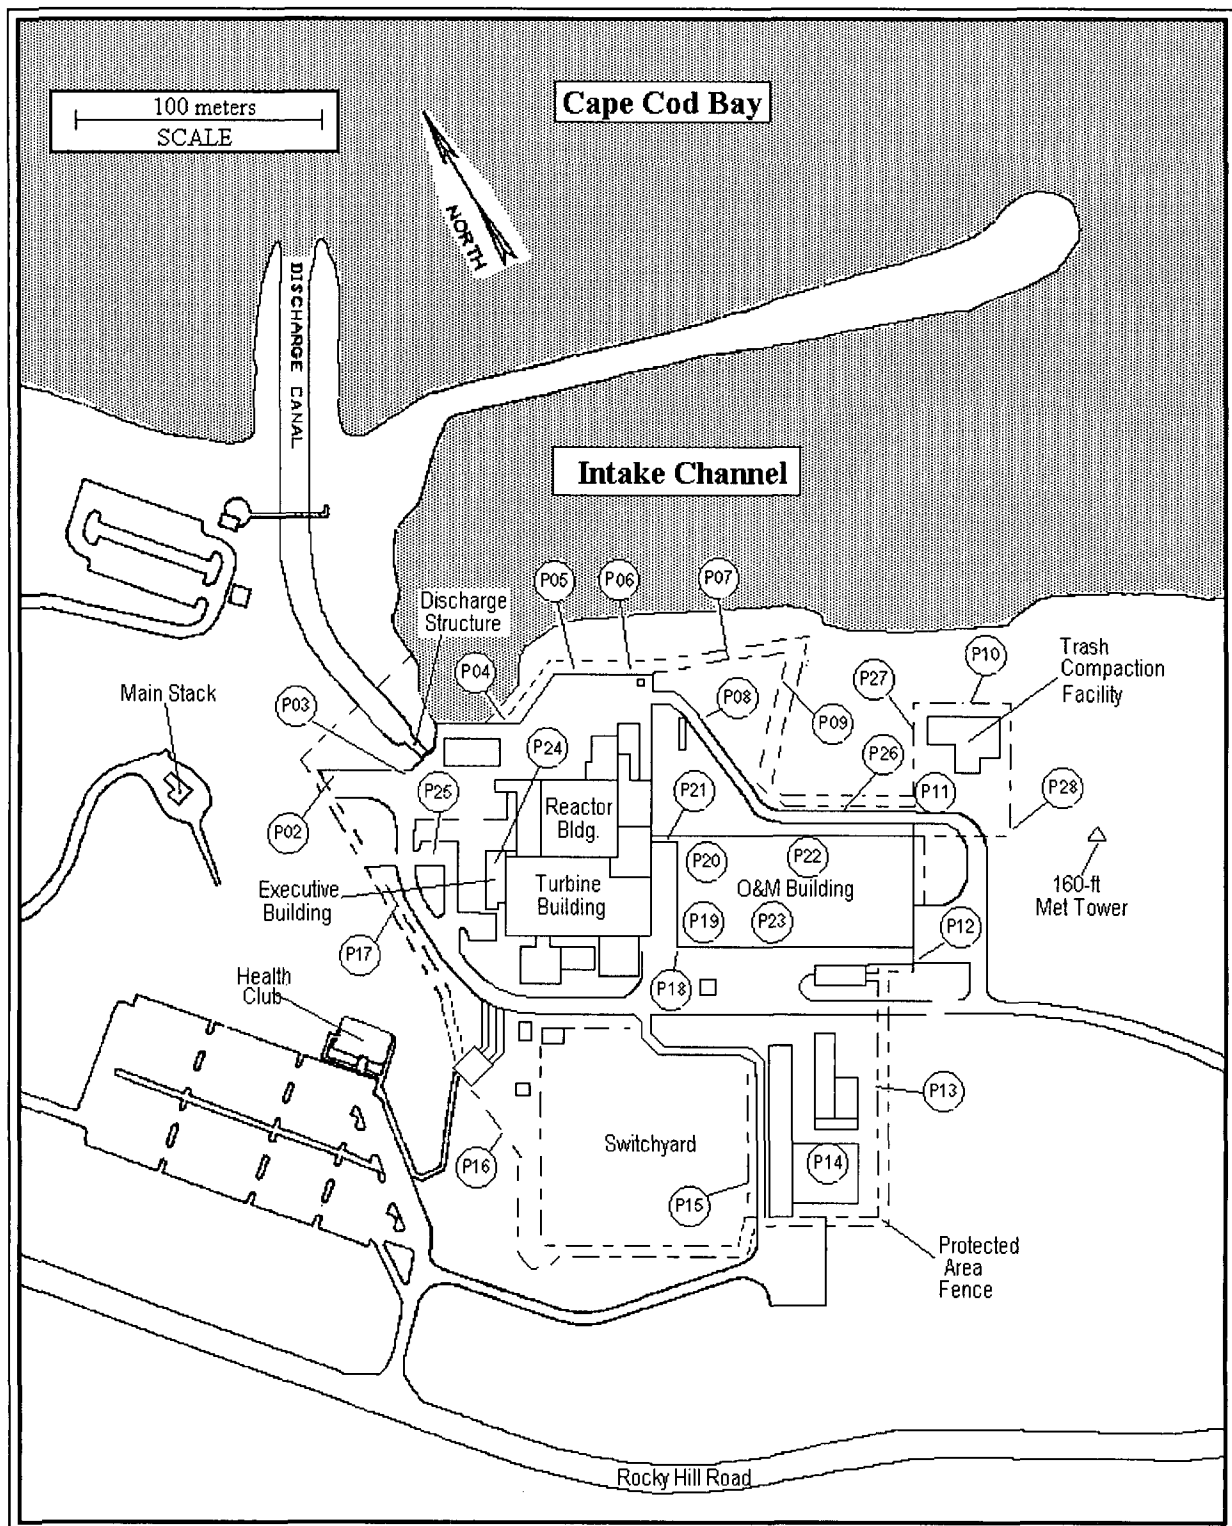 Cape Cod Bay
100 meters
SCALE
NORTH
DISCHARGE CANAL
Intake Channel
P05
P06
P07
Discharge
Structure
P04
P10
Trash
Compaction
Facility
P27
Main Stack
P03
P08
P09
P24
P26
P25
P21
P11
P28
Reactor
Bldg.
P02
P20
P22
160-ft
Met Tower
Executive
Building
Turbine
Building
O&M Building
P19
P23
P12
P17
P18
Health
Club
P13
Switchyard
P16
P14
P15
Protected
Area
Fence
Rocky Hill Road